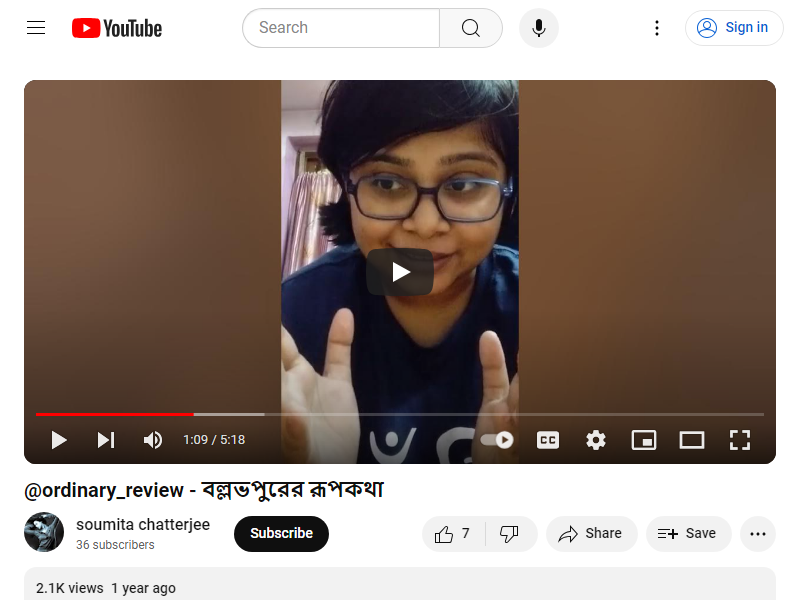 YouTube
Search
Sign in
1:09 / 5:18
CC
@ordinary_review - বল্লভপুরের রূপকথা
soumita chatterjee
36 subscribers
Subscribe
7
Share
Save
2.1K views 1 year ago